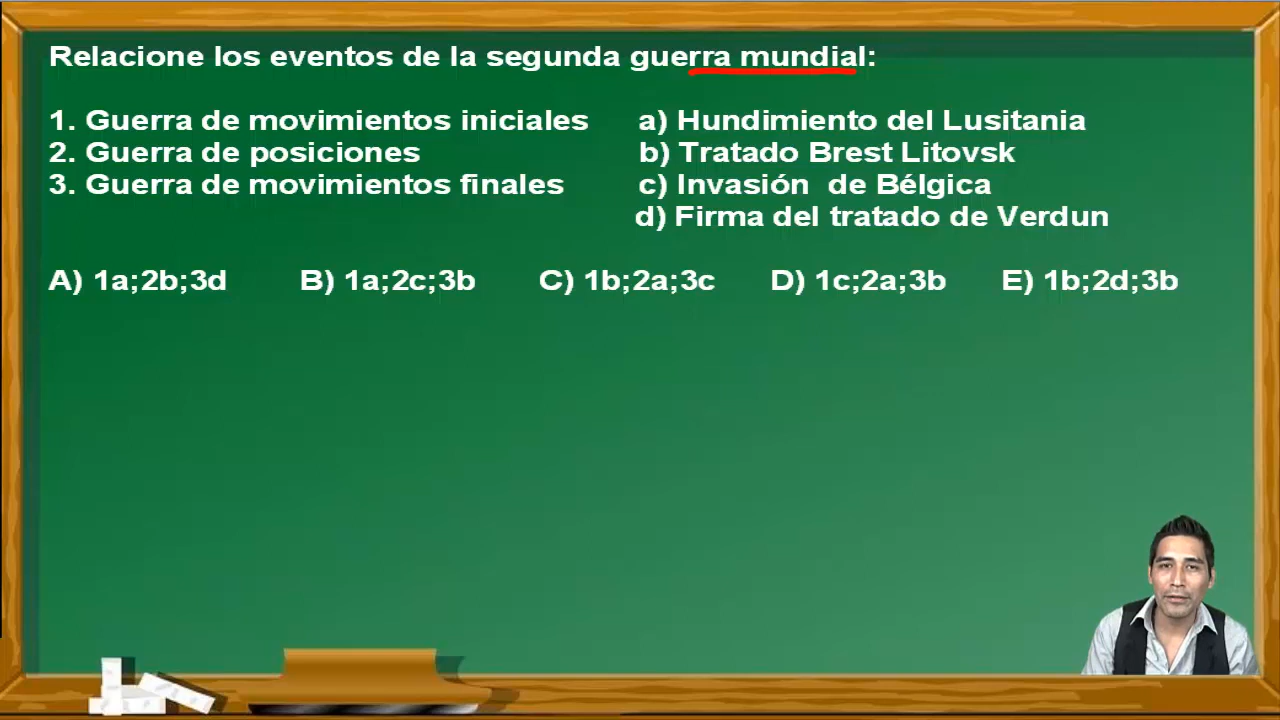 Relacione los eventos de la segunda guerra mundial:
1. Guerra de movimientos iniciales a) Hundimiento del Lusitania
2. Guerra de posiciones b) Tratado Brest Litovsk
3. Guerra de movimientos finales c) Invasión de Bélgica
d) Firma del tratado de Verdun
A) 1a;2b;3d B) 1a;2c;3b C) 1b;2a;3c D) 1c;2a;3b E) 1b;2d;3b